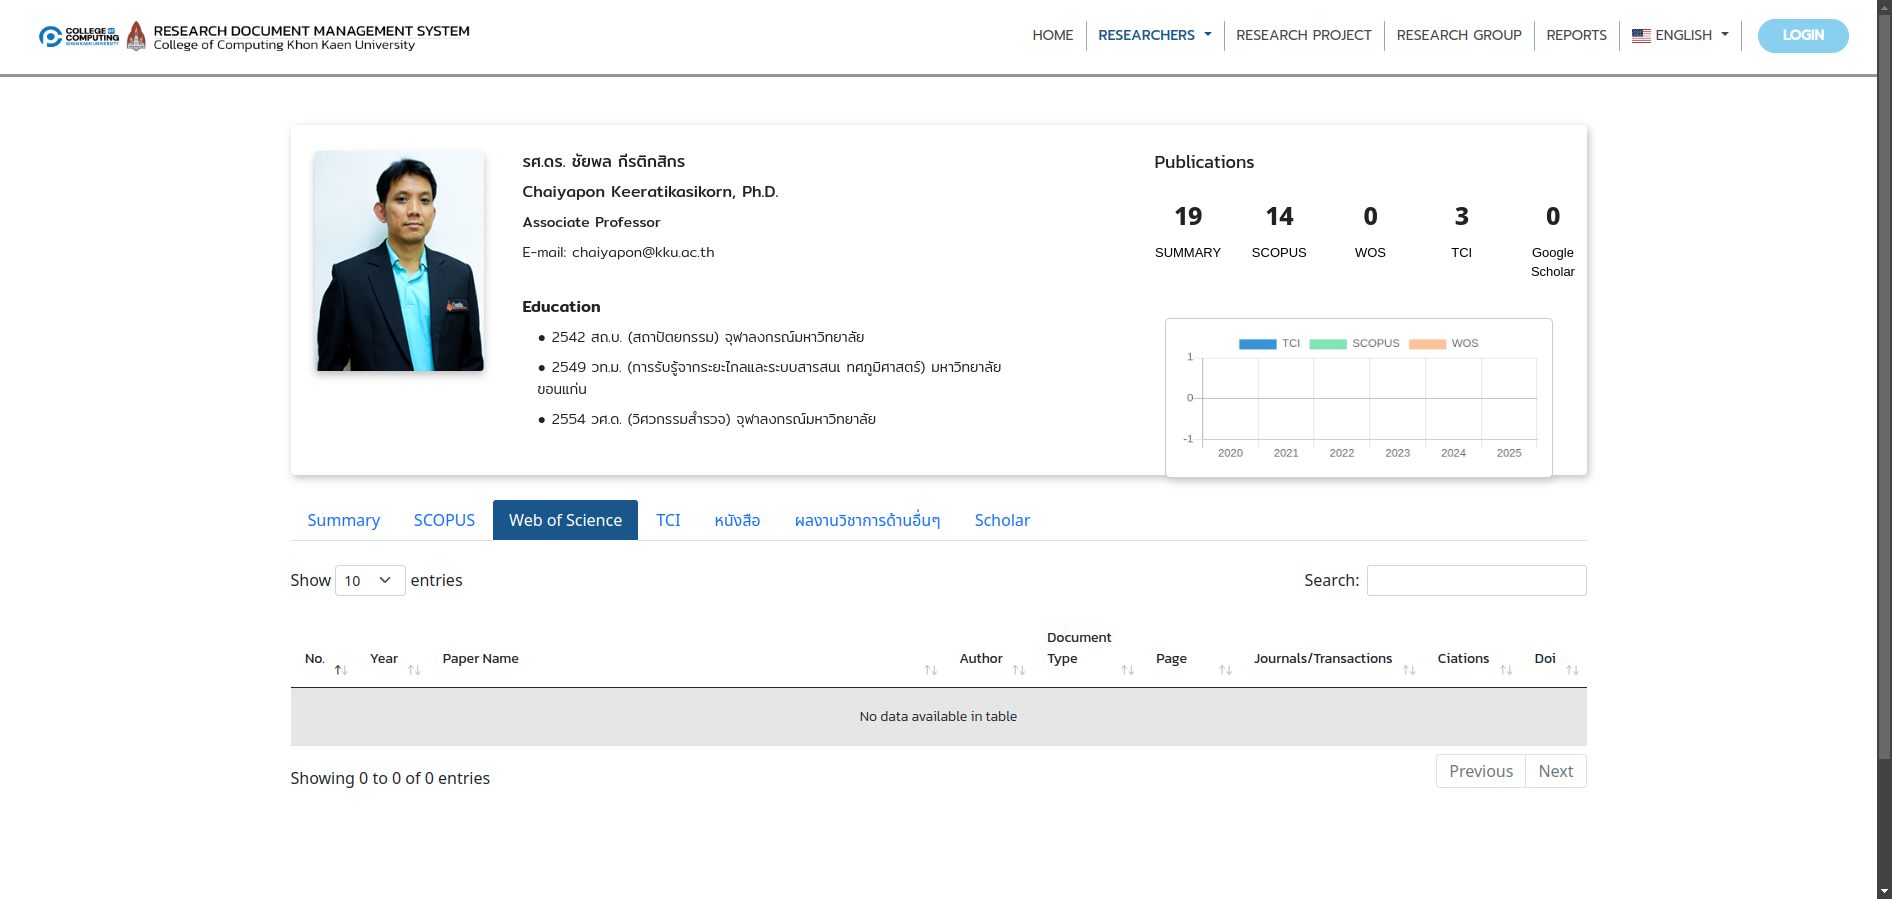 COLLEGE OF
COMPUTING
KHON KAEN UNIVERSITY
RESEARCH DOCUMENT MANAGEMENT SYSTEM
College of Computing Khon Kaen University
HOME RESEARCHERS RESEARCH PROJECT RESEARCH GROUP REPORTS ENGLISH LOGIN
รศ.ดร. ชัยพล กีรติกสิกร
Chaiyapon Keeratikasikorn, Ph.D.
Associate Professor
E-mail: chaiyapon@kku.ac.th
Education
● 2542 สถ.บ. (สถาปัตยกรรม) จุฬาลงกรณ์มหาวิทยาลัย
● 2549 วท.ม. (การรับรู้จากระยะไกลและระบบสารสนเ ทศภูมิศาสตร์) มหาวิทยาลัย
ขอนแก่น
● 2554 วศ.ด. (วิศวกรรมสำรวจ) จุฬาลงกรณ์มหาวิทยาลัย
Publications
19 14 0 3 0
SUMMARY SCOPUS WOS TCI Google
Scholar
TCI SCOPUS WOS
1
0
-1
2020 2021 2022 2023 2024 2025
Summary SCOPUS Web of Science TCI หนังสือ ผลงานวิชาการด้านอื่นๆ Scholar
Show 10 entries Search:
No. Year Paper Name Author Document Type Page Journals/Transactions Ciations Doi
No data available in table
Showing 0 to 0 of 0 entries Previous Next